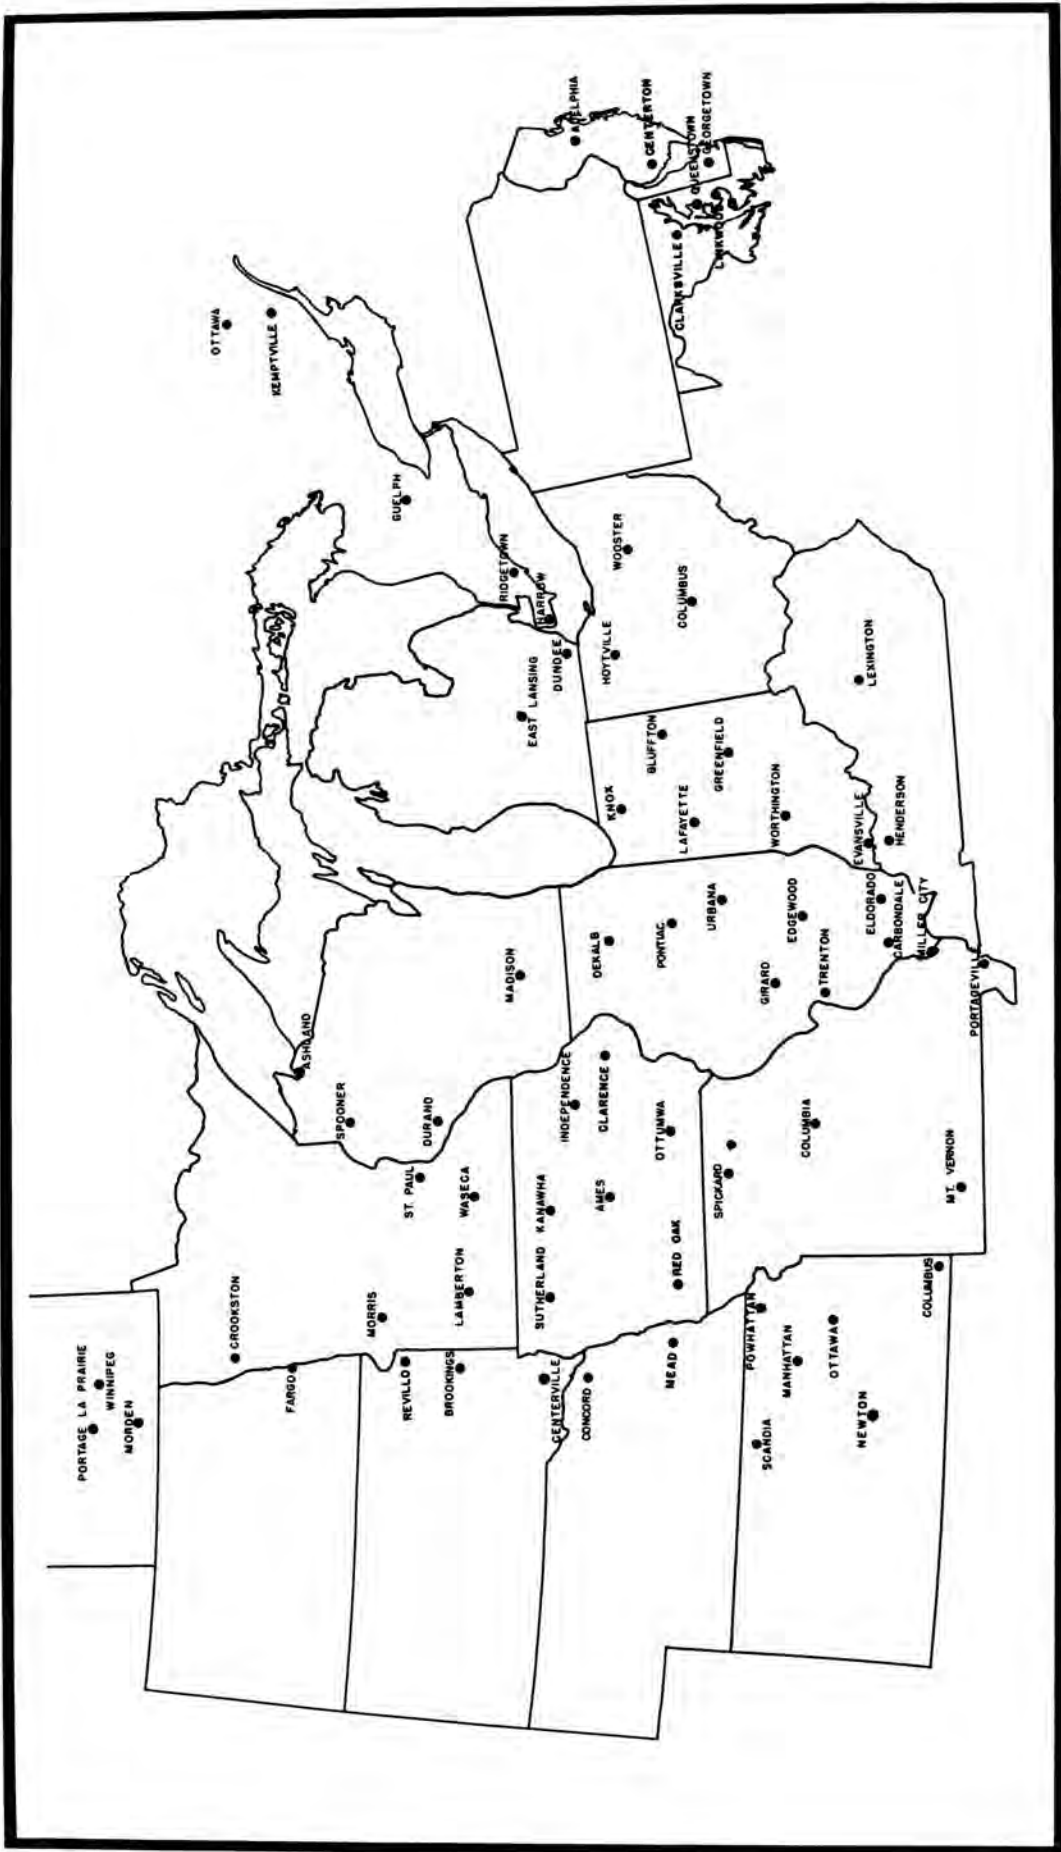 PORTAGE LA PRAIRIE
WINNIPEG
MORDEN
CROOKSTON
FARGO
MORRIS
REVILLO
BROOKINGS
LAMBERTON
ST. PAUL
WASECA
ASHLAND
SPOONER
DURAND
MADISON
OTTAWA
KEMPTVILLE
GUELPH
RIDGETOWN
HARROW
EAST LANSING
DUNDEE
CENTERVILLE
CONCORD
MEAD
SUTHERLAND
KANAWHA
AMES
RED OAK
INDEPENDENCE
CLARENCE
OTTUMWA
DEKALB
PONTIAC
URBANA
GIRARD
EDGEWOOD
TRENTON
ELDORADO
CARBONDALE
MILLER CITY
KNOX
BLUFFTON
LAFAYETTE
GREENFIELD
WORTHINGTON
EVANSVILLE
HENDERSON
LEXINGTON
HOYTVILLE
WOOSTER
COLUMBUS
ADELPHIA
CENTERTON
QUEENSTOWN
GEORGETOWN
CLARKSVILLE
LINKWOOD
SCANDIA
POWHATTAN
MANHATTAN
OTTAWA
NEWTON
COLUMBUS
SPICKARD
COLUMBIA
MT. VERNON
PORTAGEVILLE